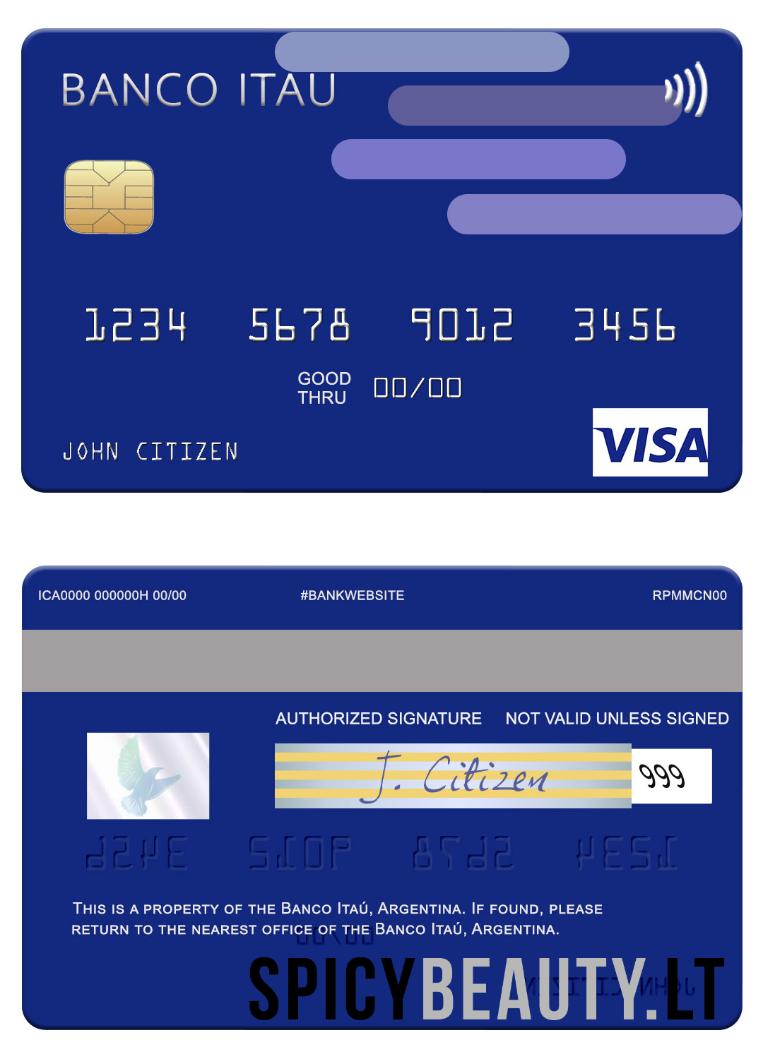 BANCO ITAU
1234 5678 9012 3456
GOOD THRU 00/00
JOHN CITIZEN
VISA
ICA0000 000000H 00/00 #BANKWEBSITE RPMMCN00
AUTHORIZED SIGNATURE NOT VALID UNLESS SIGNED
J. Citizen 999
THIS IS A PROPERTY OF THE BANCO ITAÚ, ARGENTINA. IF FOUND, PLEASE
RETURN TO THE NEAREST OFFICE OF THE BANCO ITAÚ, ARGENTINA.
SPICYBEAUTY.LT